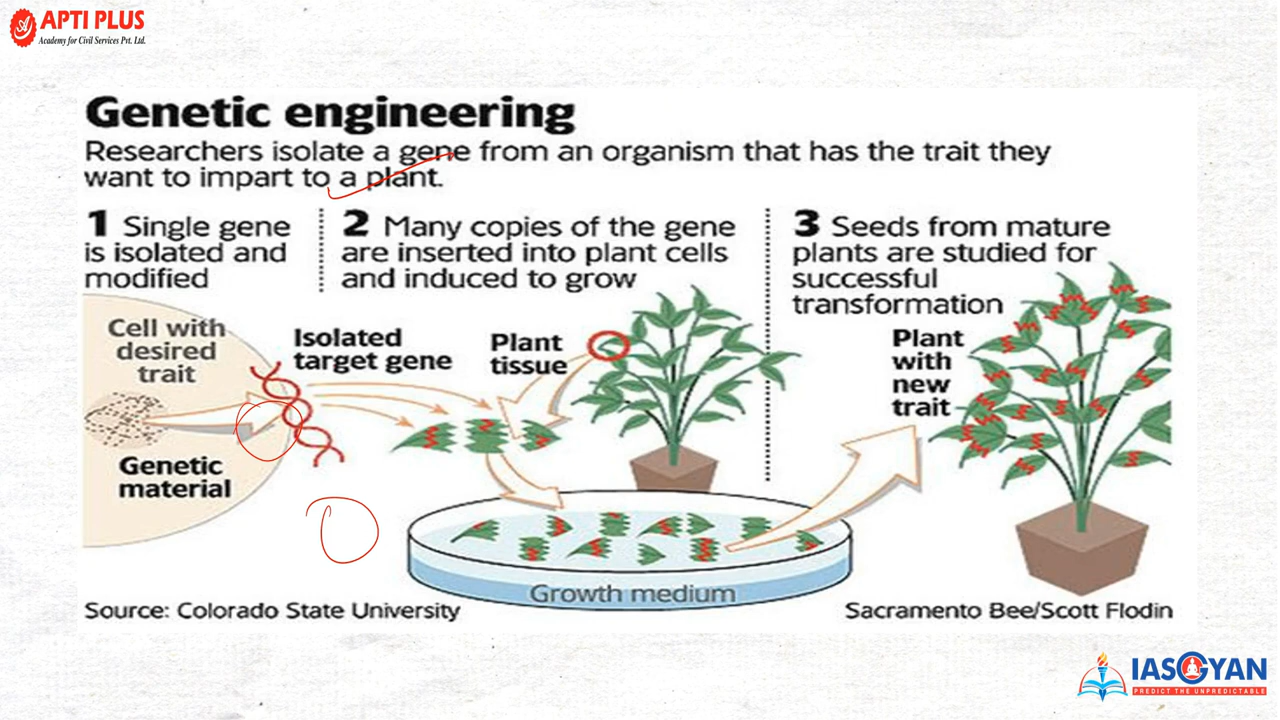 APTI PLUS
Academy for Civil Services Pvt. Ltd.
Genetic engineering
Researchers isolate a gene from an organism that has the trait they
want to impart to a plant.
1 Single gene
is isolated and
modified
2 Many copies of the gene
are inserted into plant cells
and induced to grow
3 Seeds from mature
plants are studied for
successful
transformation
Cell with
desired
trait
Isolated
target gene
Plant
tissue
Plant
with
new
trait
Genetic
material
Growth medium
Source: Colorado State University
Sacramento Bee/Scott Flodin
IASGYAN
PREDICT THE UNPREDICTABLE